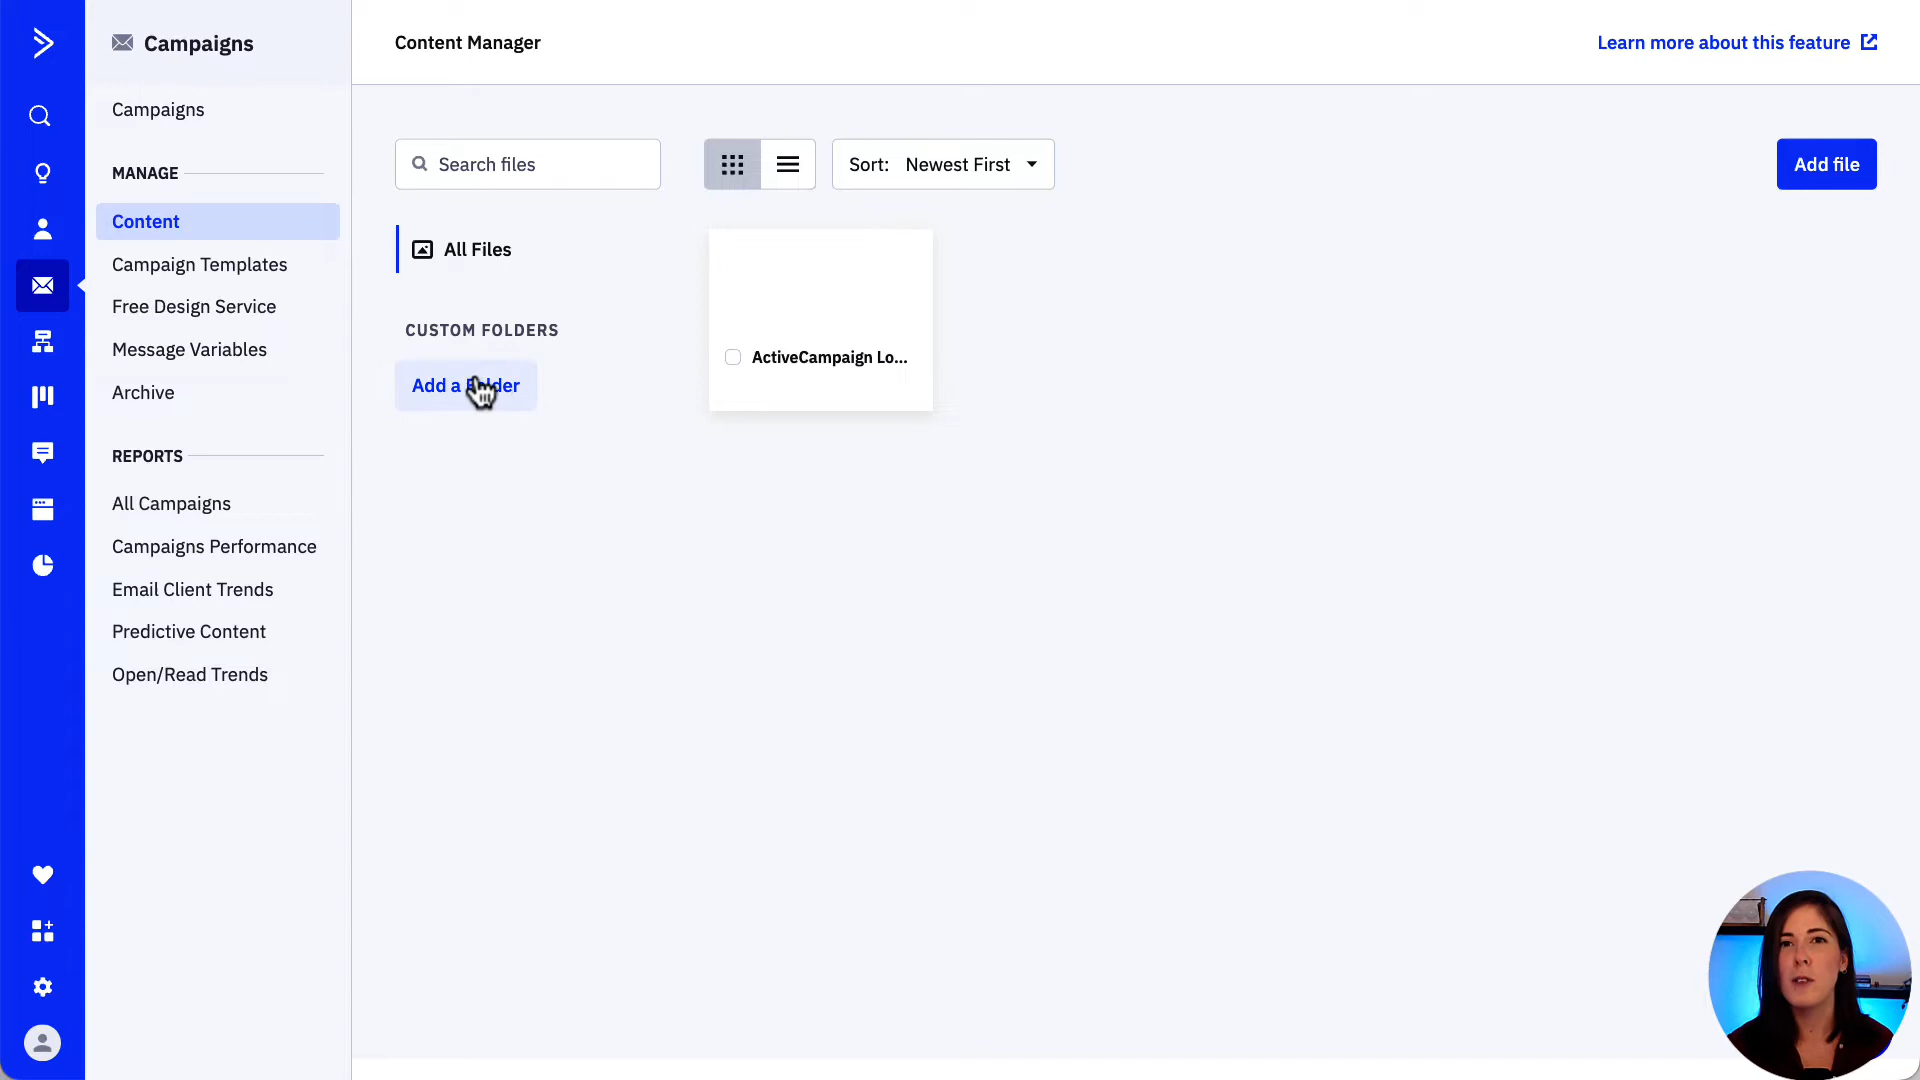 Campaigns
Campaigns
MANAGE
Content
Campaign Templates
Free Design Service
Message Variables
Archive
REPORTS
All Campaigns
Campaigns Performance
Email Client Trends
Predictive Content
Open/Read Trends
Content Manager
Learn more about this feature
Search files
Sort: Newest First
Add file
All Files
CUSTOM FOLDERS
Add a Folder
ActiveCampaign Lo...